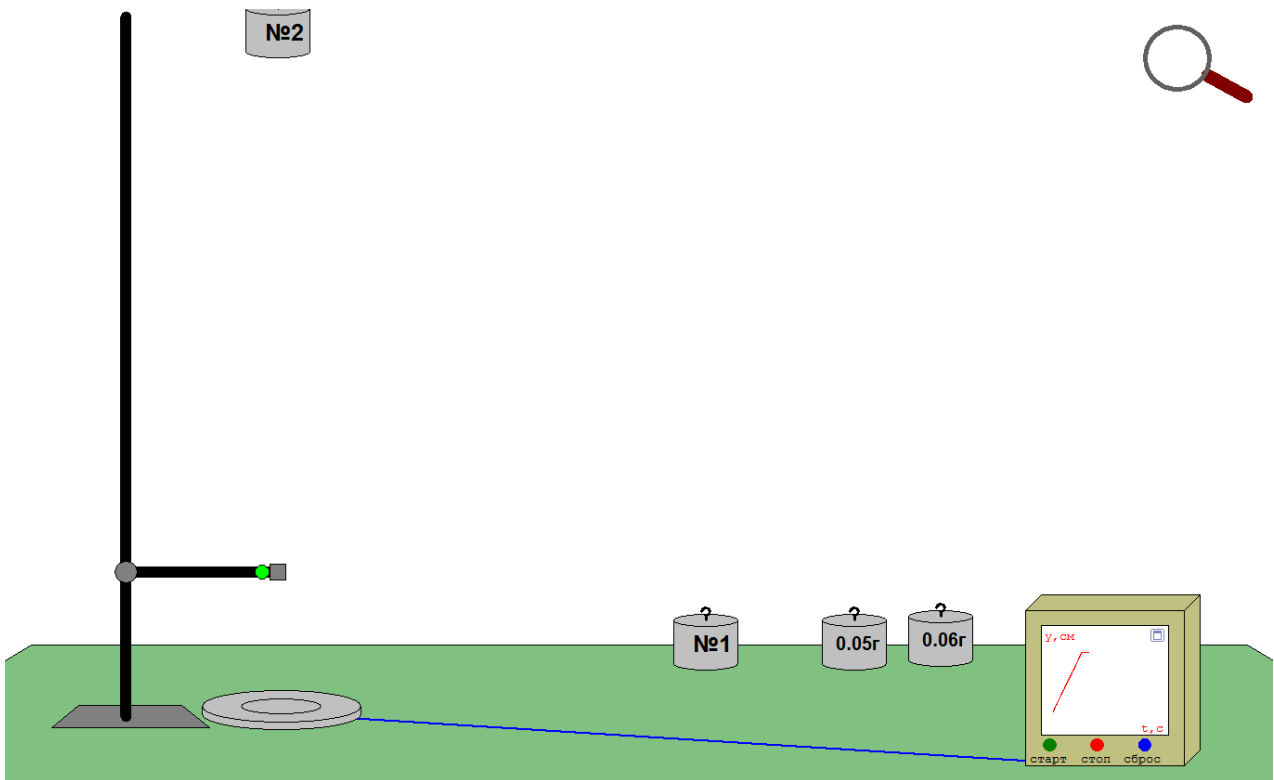 №2
№1
0.05г
0.06г
y,см
t,с
старт стоп сброс